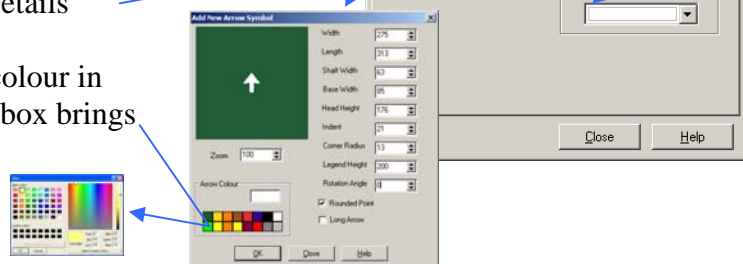 etails
colour in
box brings
Add New Arrow Symbol
Width 275
Length 313
Shaft Width 63
Base Width 85
Head Height 176
Indent 21
Corner Radius 13
Legend Height 200
Rotation Angle 0
Zoom 100
Arrow Colour
Rounded Point
Long Arrow
OK Close Help
Close Help